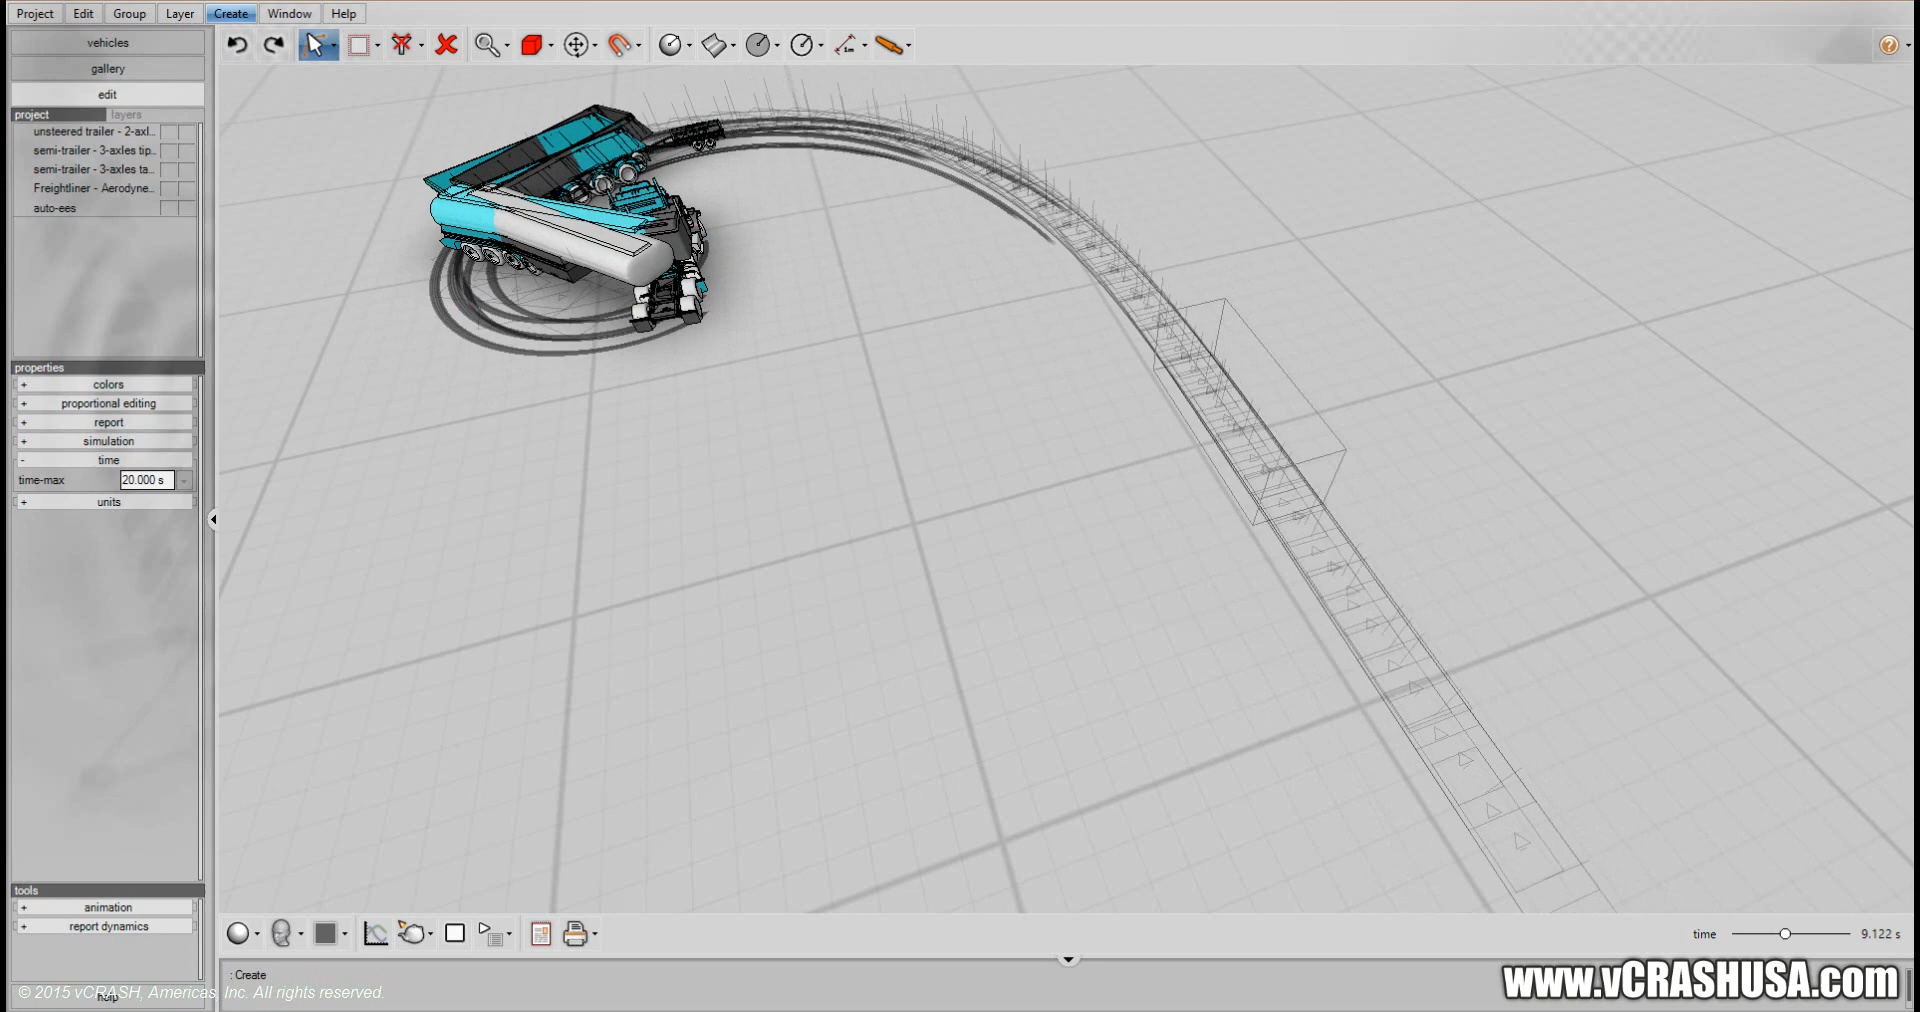 Project Edit Group Layer Create Window Help
vehicles
gallery
edit
project layers
unsteered trailer - 2-axl...
semi-trailer - 3-axles tip...
semi-trailer - 3-axles ta...
Freightliner - Aerodyne...
auto-ees
properties
+ colors
+ proportional editing
+ report
+ simulation
- time
time-max 20.000 s
+ units
tools
+ animation
+ report dynamics
help
time 9.122 s
: Create
© 2015 vCRASH, Americas, Inc. All rights reserved.
www.vCRASHUSA.com